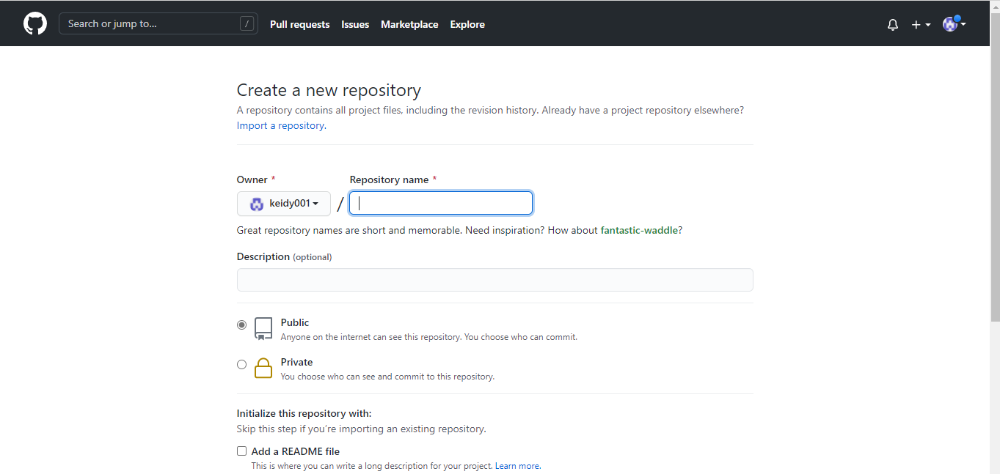 Search or jump to... /
Pull requests Issues Marketplace Explore
Create a new repository
A repository contains all project files, including the revision history. Already have a project repository elsewhere?
Import a repository.
Owner * Repository name *
keidy001 /
Great repository names are short and memorable. Need inspiration? How about fantastic-waddle?
Description (optional)
Public
Anyone on the internet can see this repository. You choose who can commit.
Private
You choose who can see and commit to this repository.
Initialize this repository with:
Skip this step if you're importing an existing repository.
Add a README file
This is where you can write a long description for your project. Learn more.